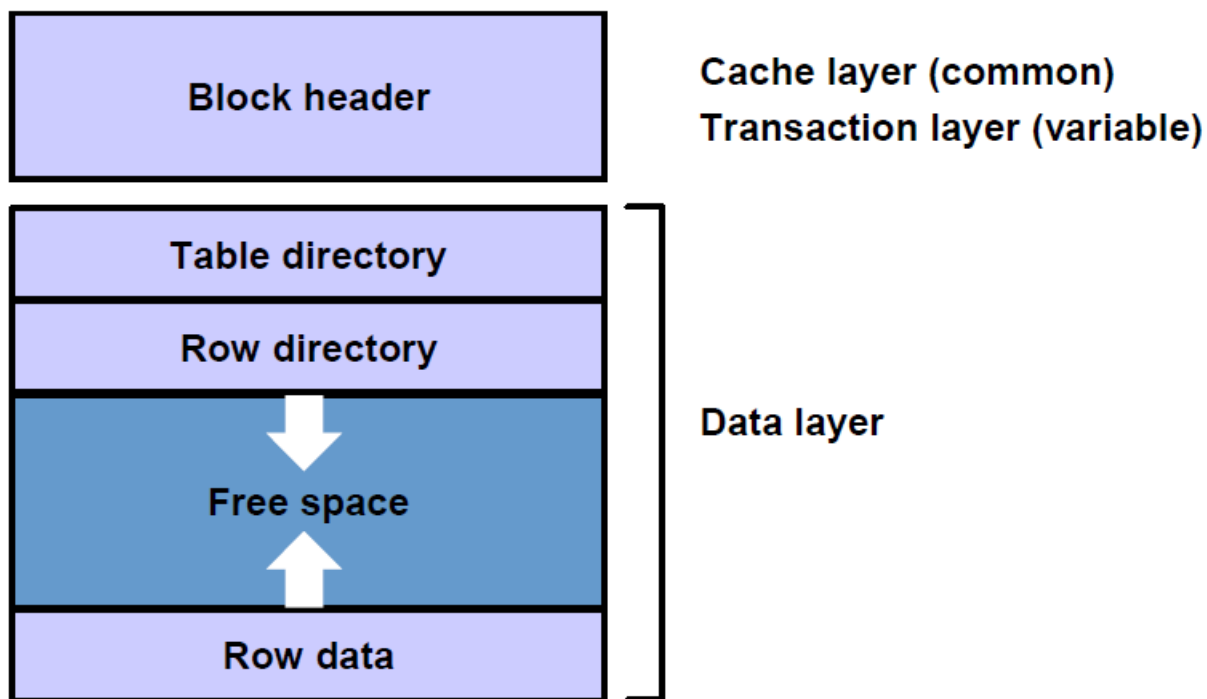 Block header
Cache layer (common)
Transaction layer (variable)
Table directory
Row directory
Free space
Data layer
Row data